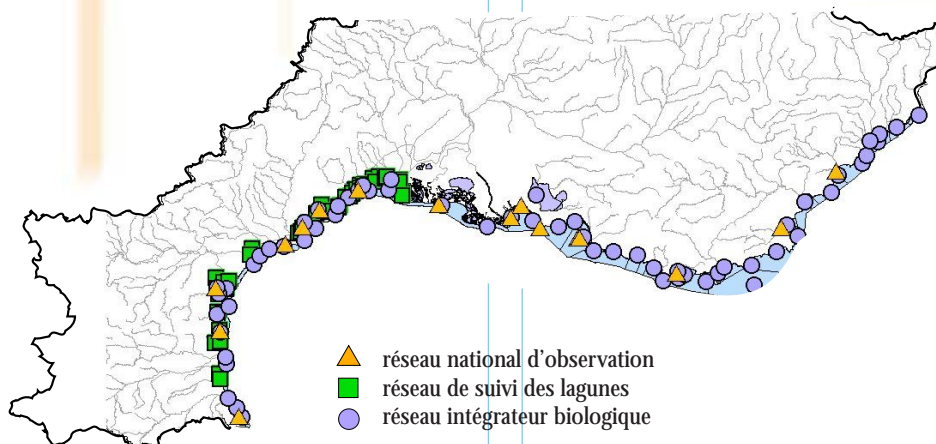 réseau national d'observation
réseau de suivi des lagunes
réseau intégrateur biologique